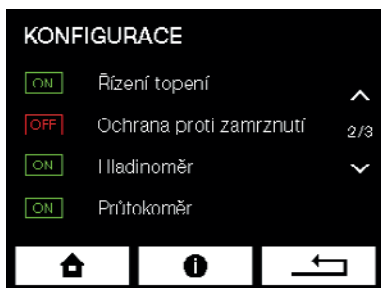 KONFIGURACE
ON Řízení topení
OFF Ochrana proti zamrznutí
2/3
ON Hladinoměr
ON Průtokoměr